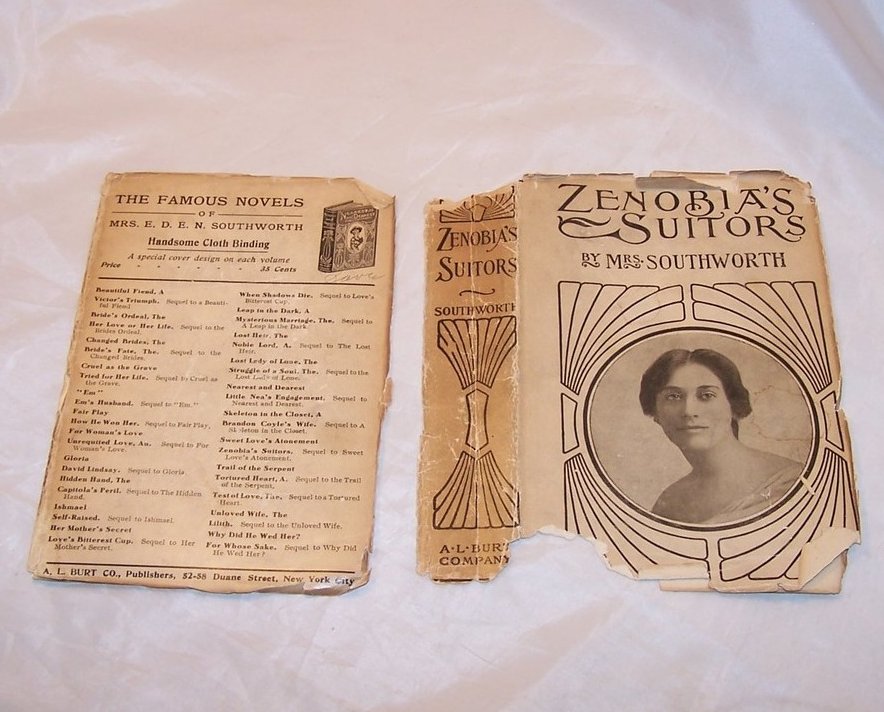 THE FAMOUS NOVELS
OF
MRS. E. D. E. N. SOUTHWORTH
Handsome Cloth Binding
A special cover design on each volume
Price - - - - - - 35 Cents
Beautiful Fiend, A
Victor's Triumph. Sequel to a Beauti-
ful Fiend
Bride's Ordeal, The
Her Love or Her Life. Sequel to the
Brides Ordeal.
Changed Brides, The
Bride's Fate, The. Sequel to the
Changed Brides.
Cruel as the Grave
Tried for Her Life. Sequel to Cruel as
the Grave.
"Em"
Em's Husband. Sequel to "Em."
Fair Play
How He Won Her. Sequel to Fair Play.
For Woman's Love
Unrequited Love, An. Sequel to For
Woman's Love.
Gloria
David Lindsay. Sequel to Gloria.
Hidden Hand, The
Capitola's Peril. Sequel to The Hidden
Hand.
Ishmael
Self-Raised. Sequel to Ishmael.
Her Mother's Secret
Love's Bitterest Cup. Sequel to Her
Mother's Secret.
When Shadows Die. Sequel to Love's
Bitterest Cup.
Leap in the Dark, A
Mysterious Marriage, The. Sequel to
A Leap in the Dark
Lost Heir, The
Noble Lord, A. Sequel to The Lost
Heir.
Lost Lady of Lone, The
Struggle of a Soul, The. Sequel to the
Lost Lady of Lone.
Nearest and Dearest
Little Nea's Engagement. Sequel to
Nearest and Dearest.
Skeleton in the Closet, A
Brandon Coyle's Wife. Sequel to A
Skeleton in the Closet.
Sweet Love's Atonement
Zenobia's Suitors. Sequel to Sweet
Love's Atonement.
Trail of the Serpent
Tortured Heart, A. Sequel to the Trail
of the Serpent.
Test of Love, The. Sequel to a Tortured
Heart.
Unloved Wife, The
Lilith. Sequel to the Unloved Wife.
Why Did He Wed Her?
For Whose Sake. Sequel to Why Did
He Wed Her?
A. L. BURT CO., Publishers, 52-58 Duane Street, New York City
ZENOBIA'S
SUITORS
SOUTHWORTH
A·L·BURT
COMPANY
ZENOBIA'S
SUITORS
BY MRS. SOUTHWORTH